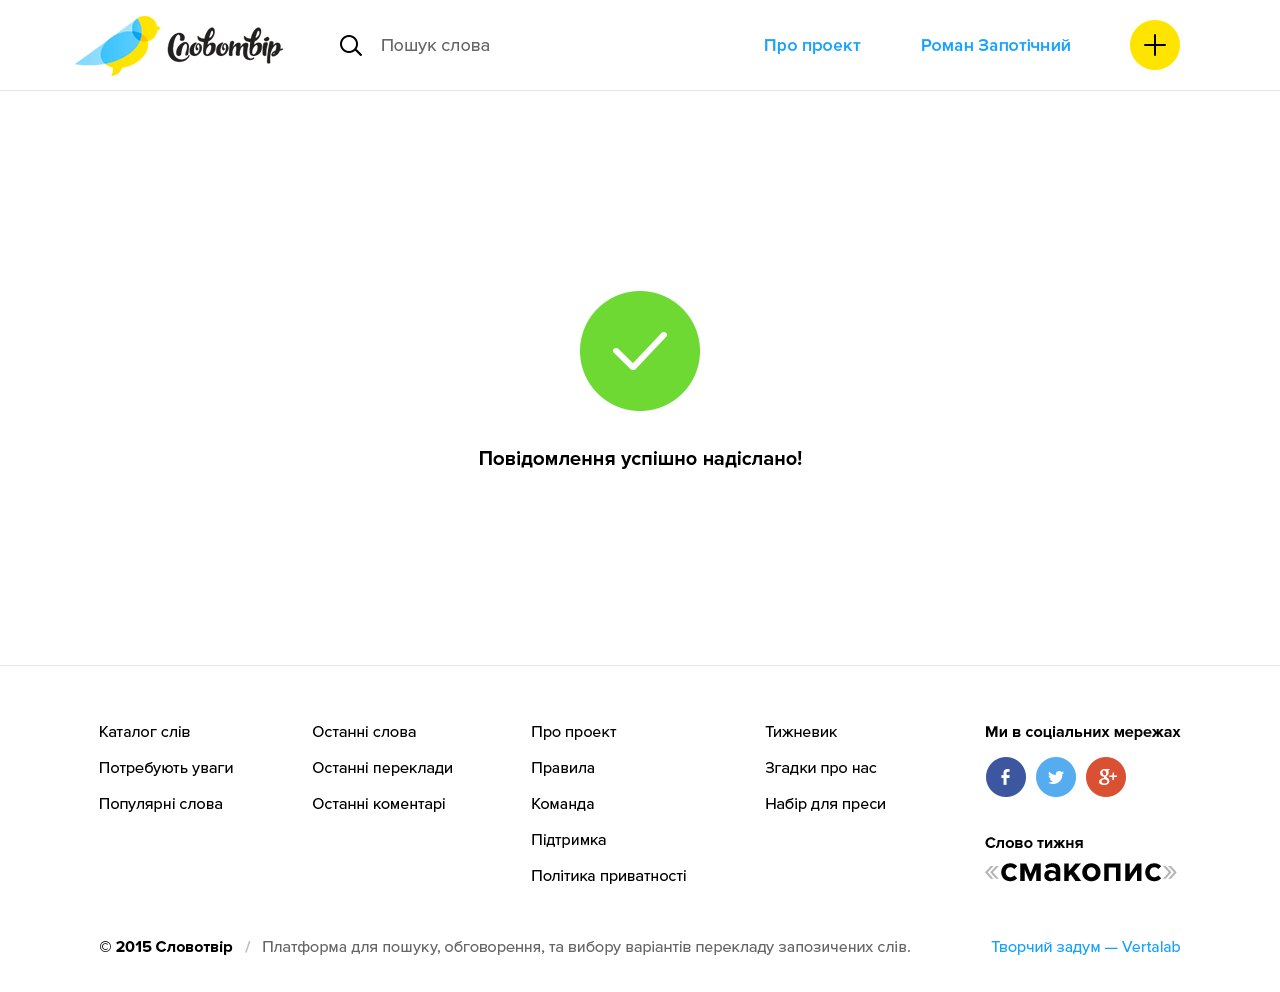 Словотвір
Пошук слова
Про проект
Роман Запотічний
Повідомлення успішно надіслано!
Каталог слів
Потребують уваги
Популярні слова
Останні слова
Останні переклади
Останні коментарі
Про проект
Правила
Команда
Підтримка
Політика приватності
Тижневик
Згадки про нас
Набір для преси
Ми в соціальних мережах
f
g+
Слово тижня
«смакопис»
© 2015 Словотвір / Платформа для пошуку, обговорення, та вибору варіантів перекладу запозичених слів.
Творчий задум — Vertalab